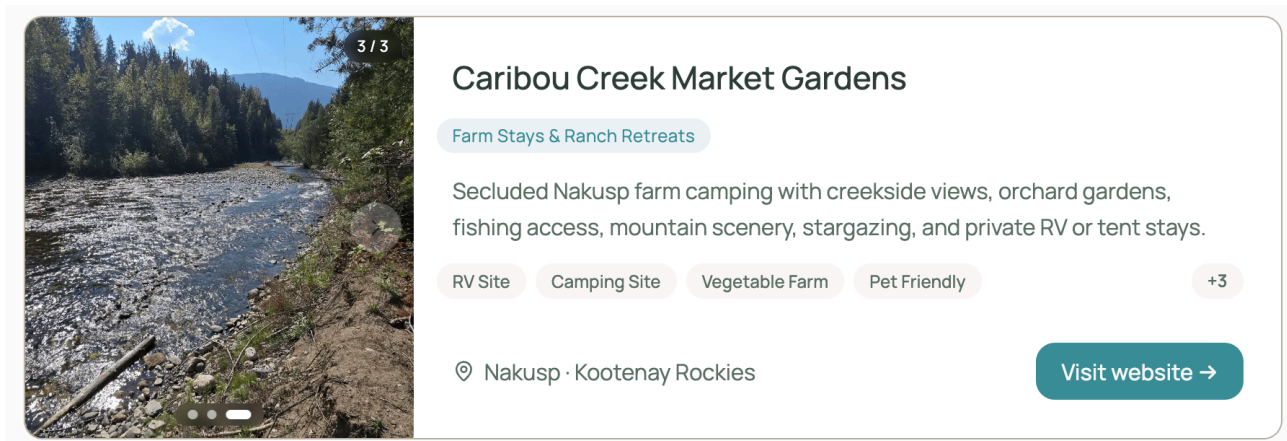 3 / 3
Caribou Creek Market Gardens
Farm Stays & Ranch Retreats
Secluded Nakusp farm camping with creekside views, orchard gardens,
fishing access, mountain scenery, stargazing, and private RV or tent stays.
RV Site Camping Site Vegetable Farm Pet Friendly +3
Nakusp · Kootenay Rockies
Visit website →